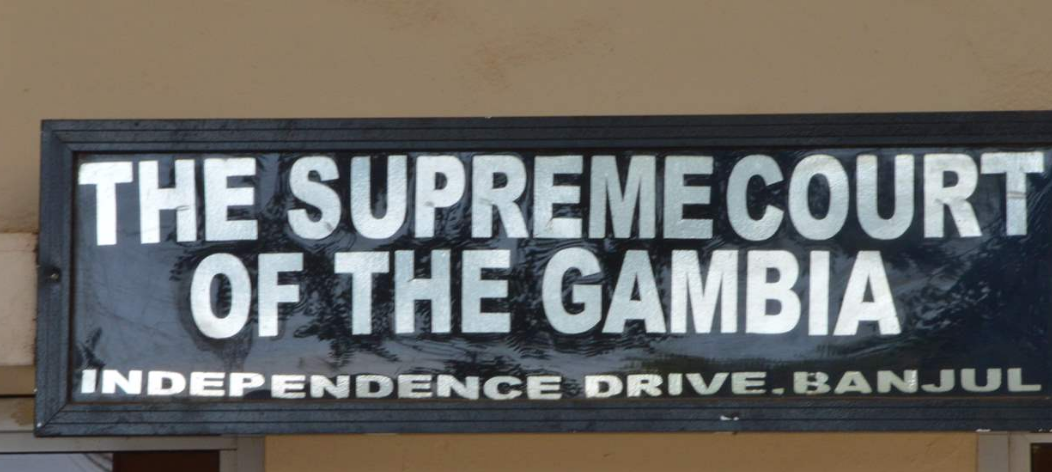 THE SUPREME COURT
OF THE GAMBIA
INDEPENDENCE DRIVE.BANJUL